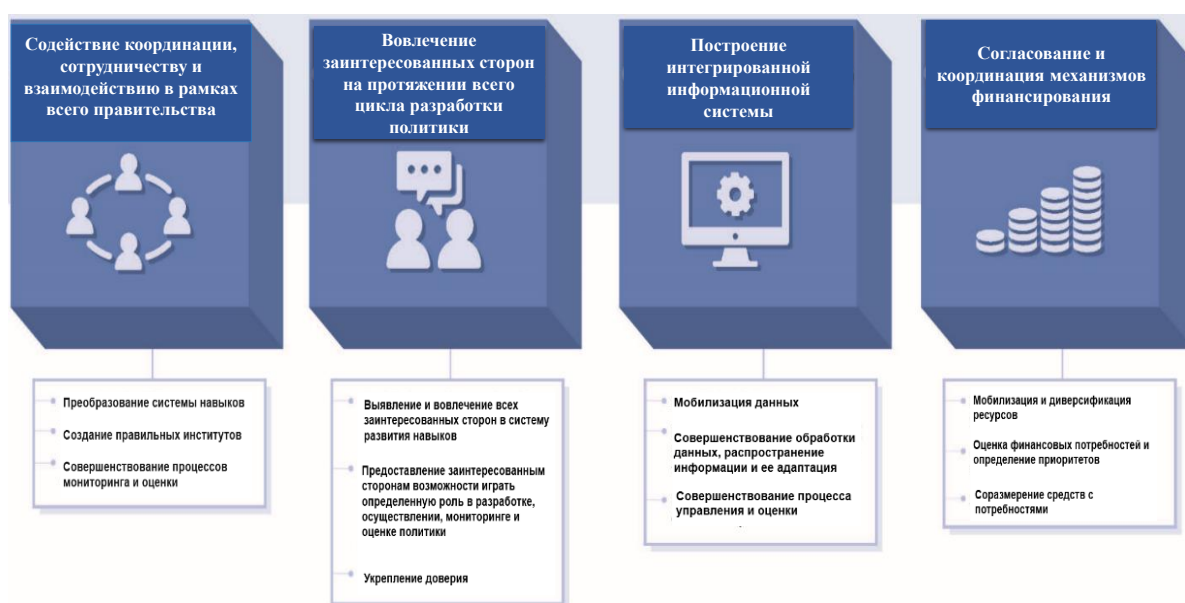 Содействие координации,
сотрудничеству и
взаимодействию в рамках
всего правительства
Вовлечение
заинтересованных сторон
на протяжении всего
цикла разработки
политики
Построение
интегрированной
информационной
системы
Согласование и
координация механизмов
финансирования
Преобразование системы навыков
Создание правильных институтов
Совершенствование процессов
мониторинга и оценки
Выявление и вовлечение всех
заинтересованных сторон в систему
развития навыков
Предоставление заинтересованным
сторонам возможности играть
определенную роль в разработке,
осуществлении, мониторинге и
оценке политики
Укрепление доверия
Мобилизация данных
Совершенствование обработки
данных, распространение
информации и ее адаптация
Совершенствование процесса
управления и оценки
Мобилизация и диверсификация
ресурсов
Оценка финансовых потребностей и
определение приоритетов
Соразмерение средств с
потребностями